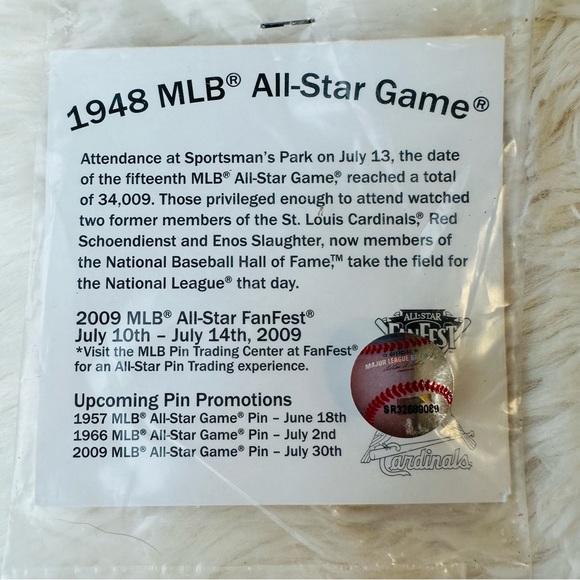 1948 MLB® All-Star Game®
Attendance at Sportsman's Park on July 13, the date
of the fifteenth MLB® All-Star Game,® reached a total
of 34,009. Those privileged enough to attend watched
two former members of the St. Louis Cardinals,® Red
Schoendienst and Enos Slaughter, now members of
the National Baseball Hall of Fame,™ take the field for
the National League® that day.
2009 MLB® All-Star FanFest®
July 10th – July 14th, 2009
*Visit the MLB Pin Trading Center at FanFest®
for an All-Star Pin Trading experience.
Upcoming Pin Promotions
1957 MLB® All-Star Game® Pin – June 18th
1966 MLB® All-Star Game® Pin – July 2nd
2009 MLB® All-Star Game® Pin – July 30th
ALL-STAR
FANFEST
MAJOR LEAGUE
Cardinals